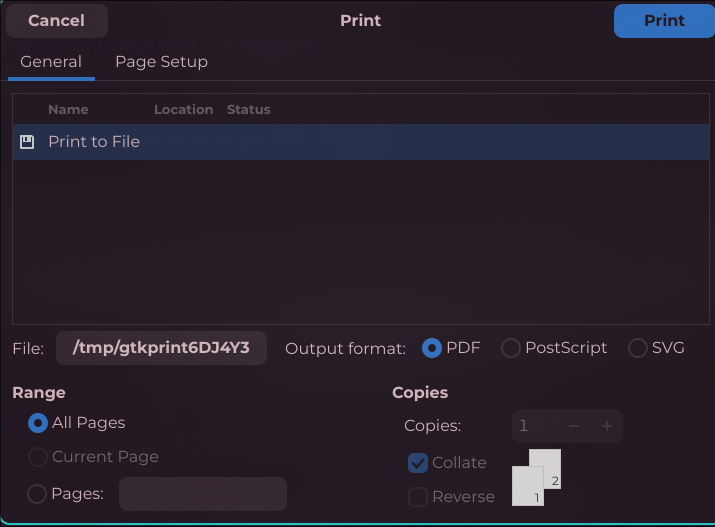 Cancel Print Print
General Page Setup
Name Location Status
Print to File
File: /tmp/gtkprint6DJ4Y3 Output format: PDF PostScript SVG
Range Copies
All Pages Copies: 1 − +
Current Page Collate
Pages: Reverse
2
1